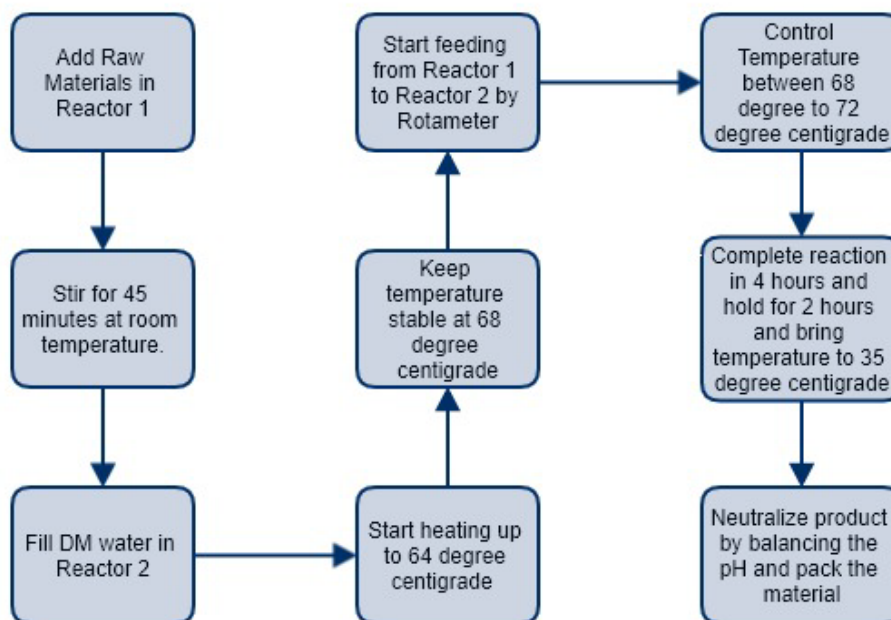 Add Raw
Materials in
Reactor 1
Stir for 45
minutes at room
temperature.
Fill DM water in
Reactor 2
Start heating up
to 64 degree
centigrade
Keep
temperature
stable at 68
degree
centigrade
Start feeding
from Reactor 1
to Reactor 2 by
Rotameter
Control
Temperature
between 68
degree to 72
degree centigrade
Complete reaction
in 4 hours and
hold for 2 hours
and bring
temperature to 35
degree centigrade
Neutralize product
by balancing the
pH and pack the
material